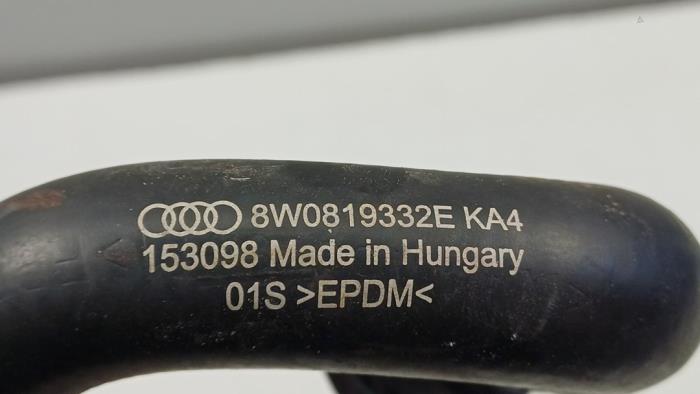 8W0819332E KA4
153098 Made in Hungary
01S >EPDM<